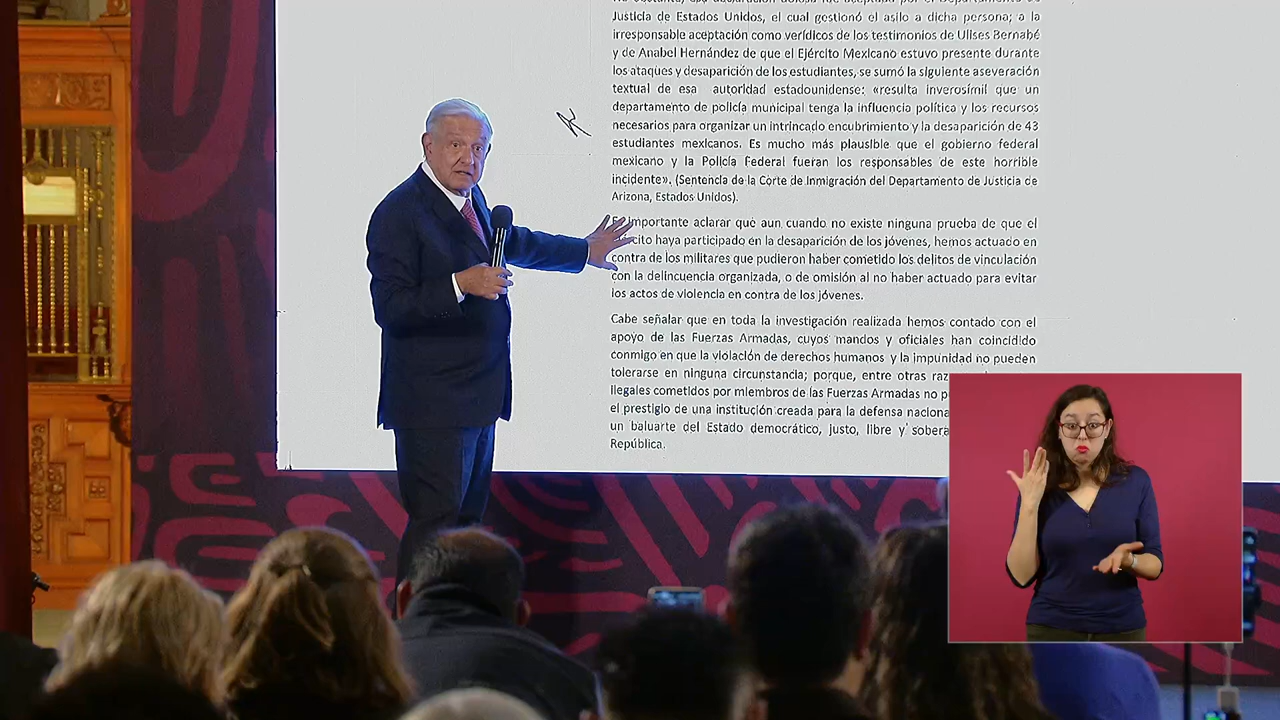 Justicia de Estados Unidos, el cual gestionó el asilo a dicha persona; a la
irresponsable aceptación como verídicos de los testimonios de Ulises Bernabé
y de Anabel Hernández de que el Ejército Mexicano estuvo presente durante
los ataques y desaparición de los estudiantes, se sumó la siguiente aseveración
textual de esa autoridad estadounidense: «resulta inverosímil que un
departamento de policía municipal tenga la influencia política y los recursos
necesarios para organizar un intrincado encubrimiento y la desaparición de 43
estudiantes mexicanos. Es mucho más plausible que el gobierno federal
mexicano y la Policía Federal fueran los responsables de este horrible
incidente». (Sentencia de la Corte de Inmigración del Departamento de Justicia de
Arizona, Estados Unidos).
importante aclarar que aun cuando no existe ninguna prueba de que el
haya participado en la desaparición de los jóvenes, hemos actuado en
contra de los militares que pudieron haber cometido los delitos de vinculación
con la delincuencia organizada, o de omisión al no haber actuado para evitar
los actos de violencia en contra de los jóvenes.
Cabe señalar que en toda la investigación realizada hemos contado con el
apoyo de las Fuerzas Armadas, cuyos mandos y oficiales han coincidido
conmigo en que la violación de derechos humanos y la impunidad no pueden
tolerarse en ninguna circunstancia; porque, entre otras
ilegales cometidos por miembros de las Fuerzas Armadas no
el prestigio de una institución creada para la defensa
un baluarte del Estado democrático, justo, libre y
República.